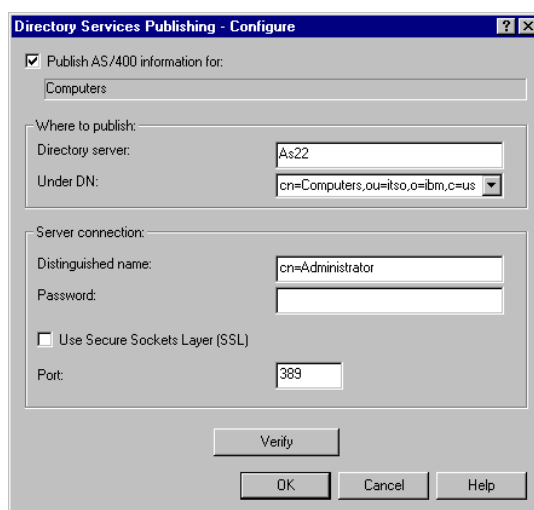 Directory Services Publishing - Configure
Publish AS/400 information for:
Computers
Where to publish:
Directory server: As22
Under DN: cn=Computers,ou=itso,o=ibm,c=us
Server connection:
Distinguished name: cn=Administrator
Password:
Use Secure Sockets Layer (SSL)
Port: 389
Verify
OK Cancel Help